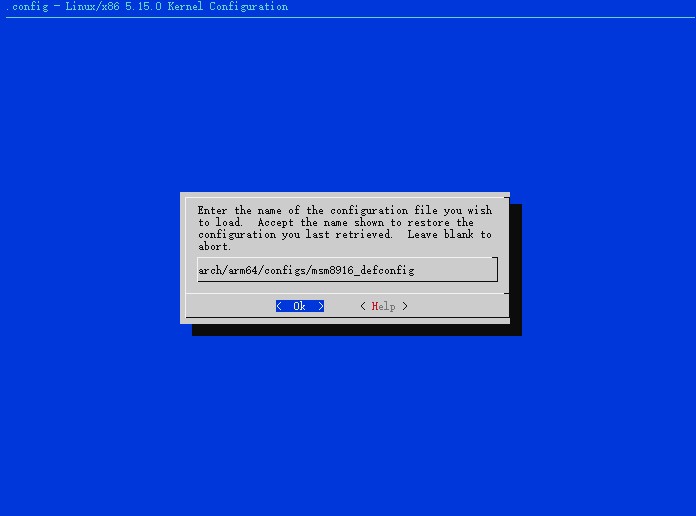 .config - Linux/x86 5.15.0 Kernel Configuration
Enter the name of the configuration file you wish
to load.  Accept the name shown to restore the
configuration you last retrieved.  Leave blank to
abort.
arch/arm64/configs/msm8916_defconfig
<  Ok  >      < Help >